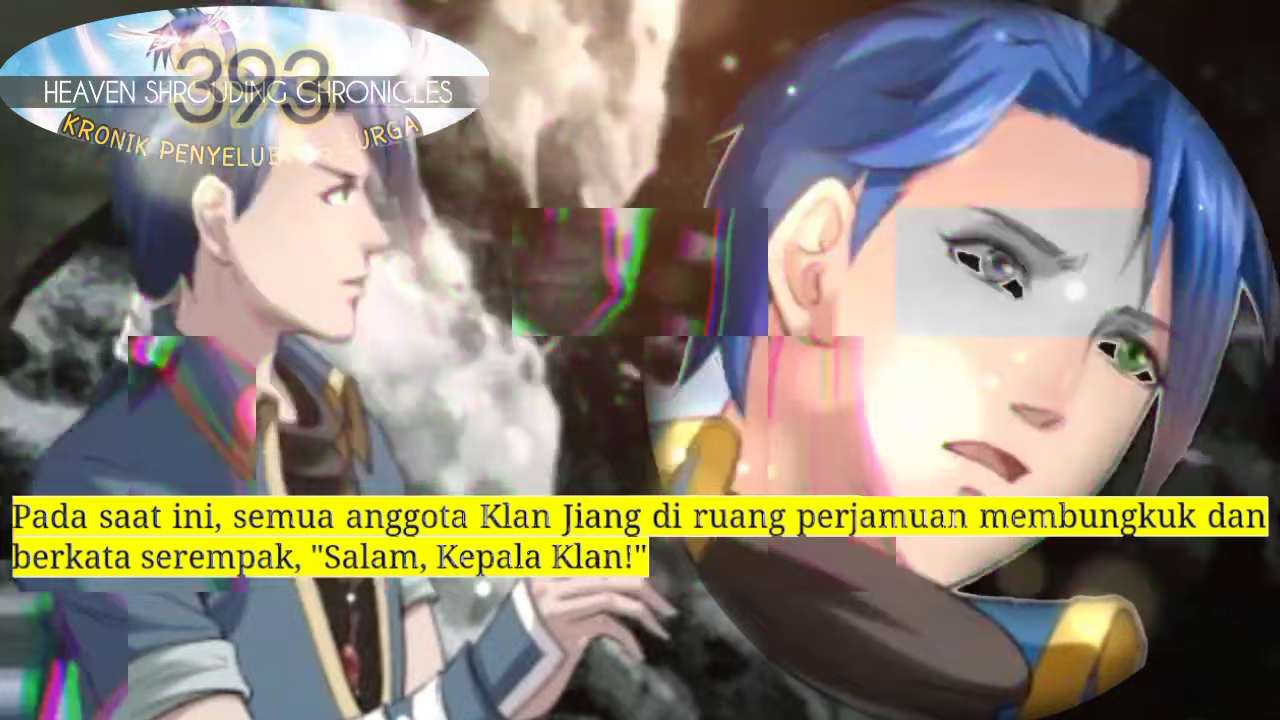 393
HEAVEN SHROUDING CHRONICLES
KRONIK PENYELUBUNG SURGA
Pada saat ini, semua anggota Klan Jiang di ruang perjamuan membungkuk dan
berkata serempak, "Salam, Kepala Klan!"